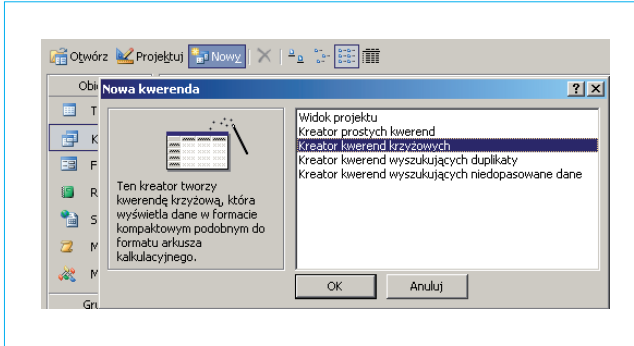 Otwórz Projektuj Nowy
Obi
Nowa kwerenda
T
K
F
R
S
M
M
Gru
Ten kreator tworzy
kwerendę krzyżową, która
wyświetla dane w formacie
kompaktowym podobnym do
formatu arkusza
kalkulacyjnego.
Widok projektu
Kreator prostych kwerend
Kreator kwerend krzyżowych
Kreator kwerend wyszukujących duplikaty
Kreator kwerend wyszukujących niedopasowane dane
OK Anuluj